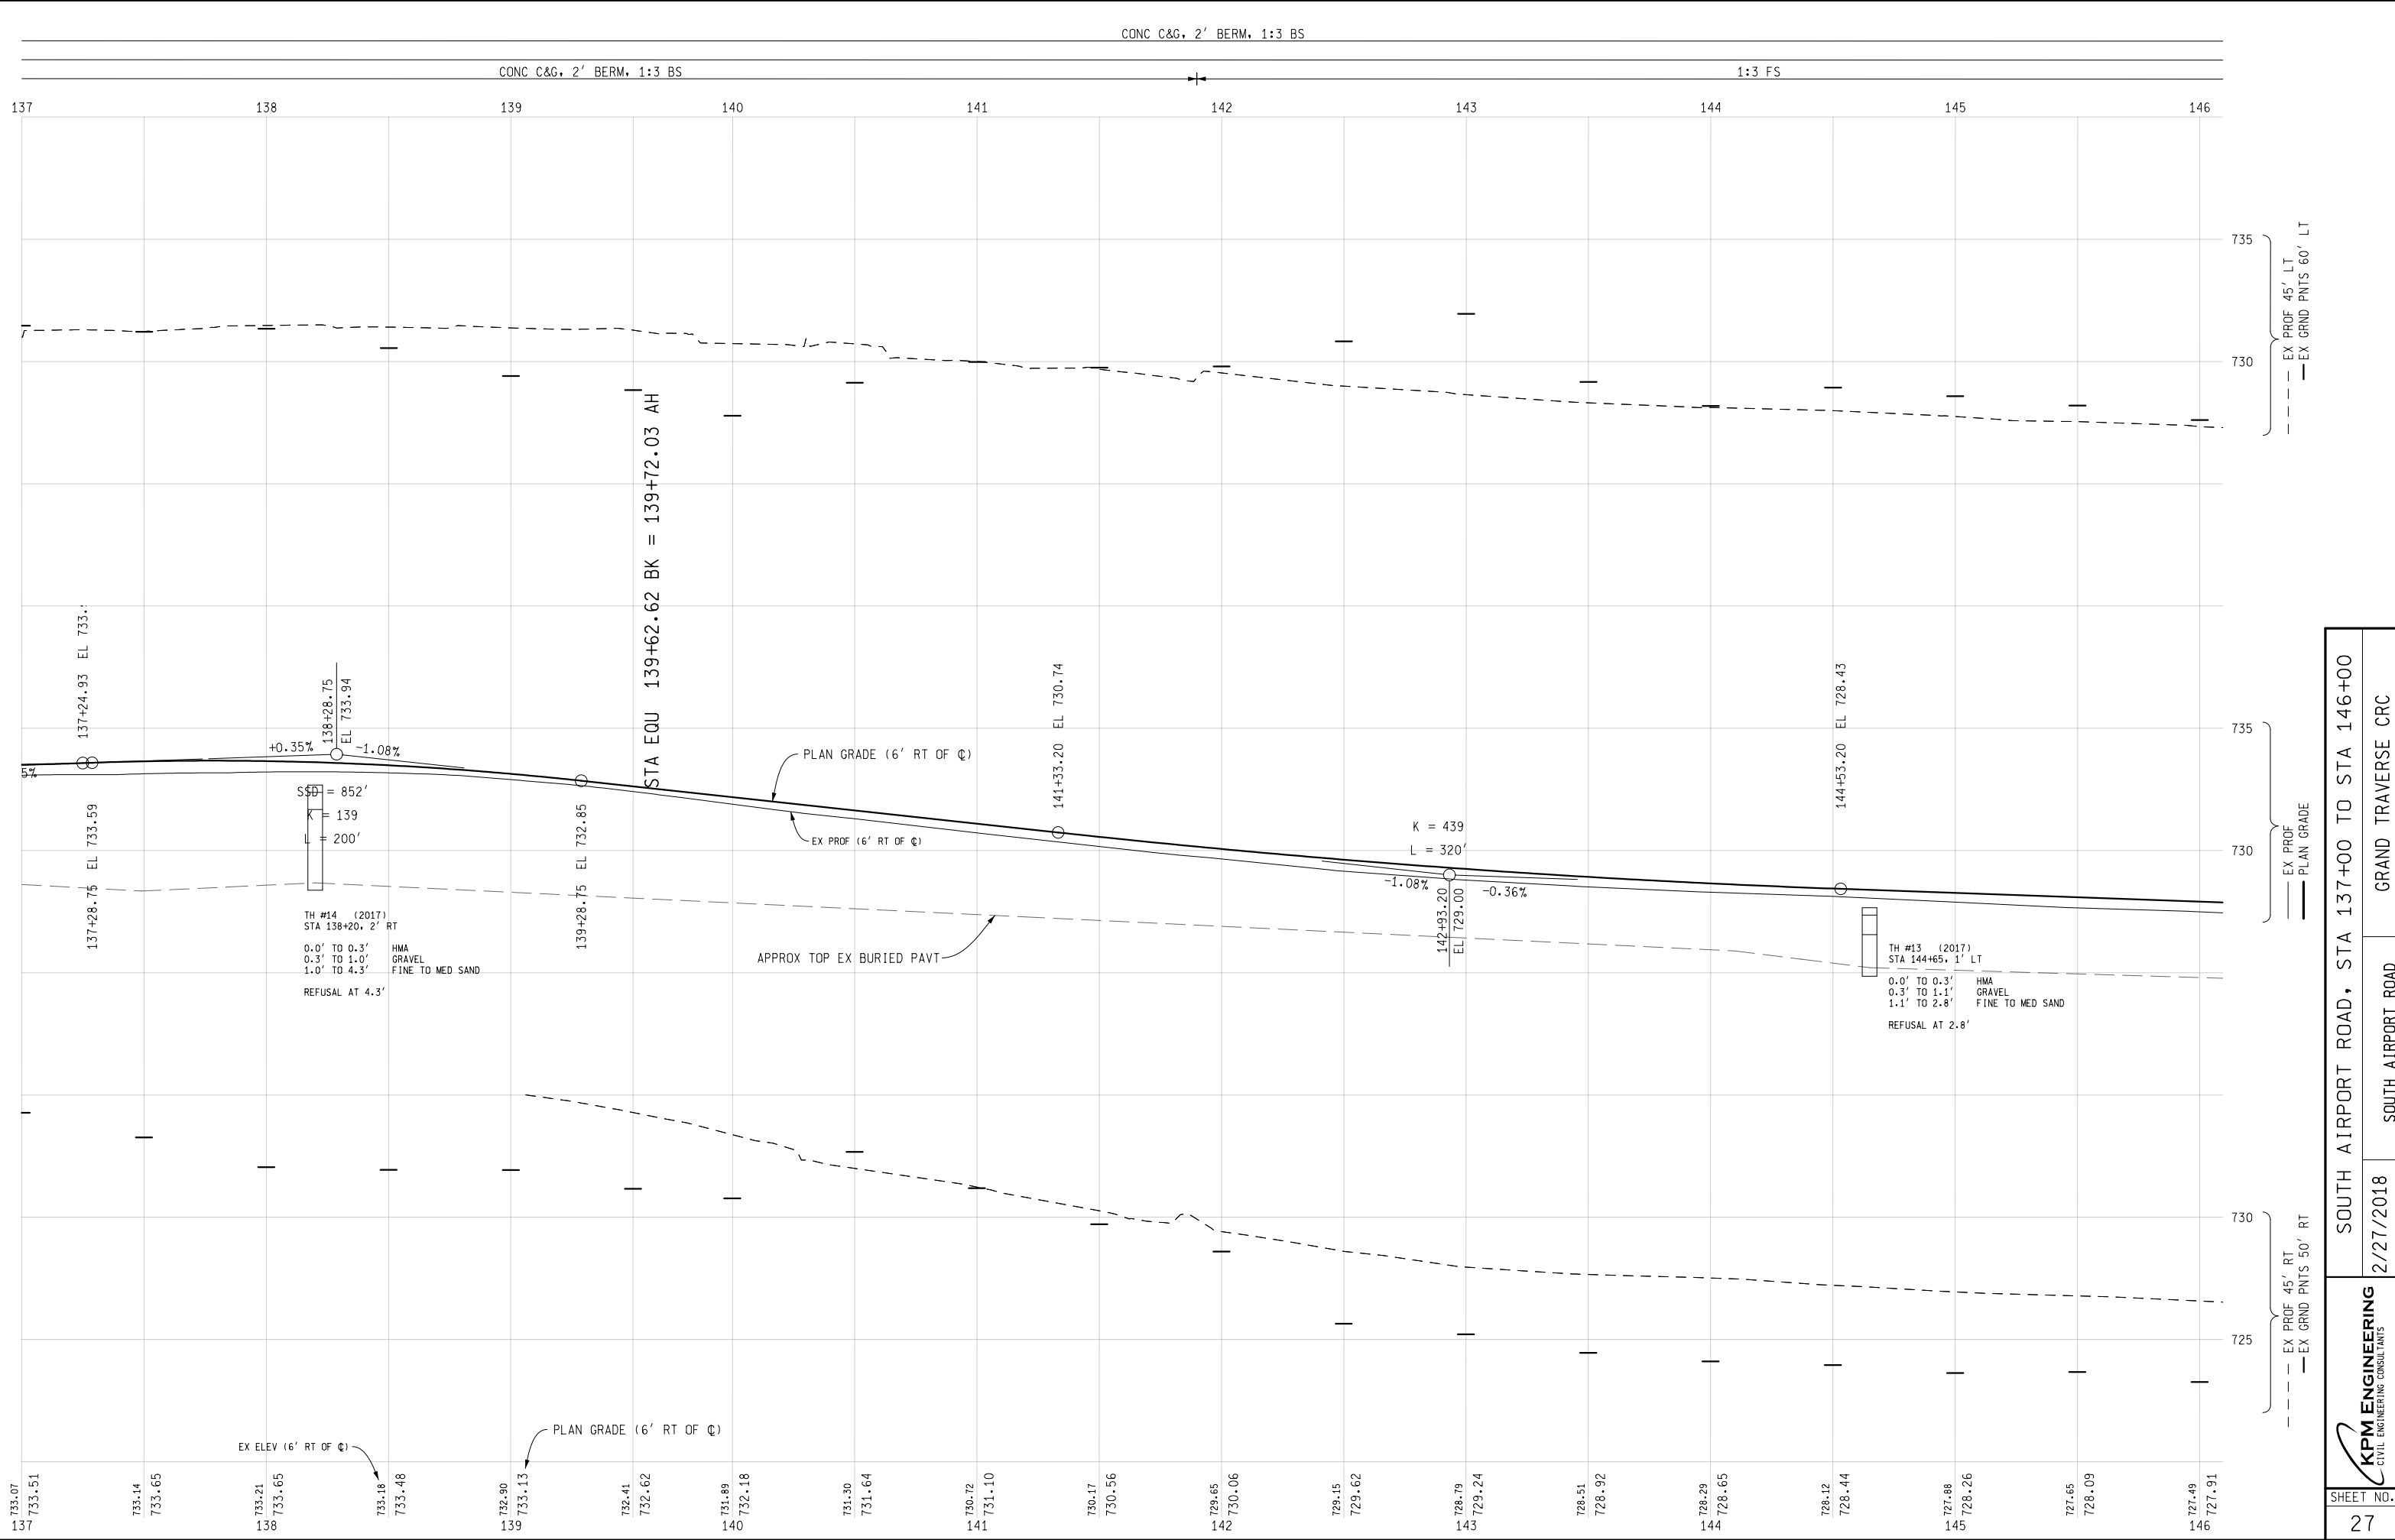 CONC C&G, 2' BERM, 1:3 BS
CONC C&G, 2' BERM, 1:3 BS
1:3 FS
137 138 139 140 141 142 143 144 145 146
735
730
EX PROF 45' LT
EX GRND PNTS 60' LT
STA EQU 139+62.62 BK = 139+72.03 AH
137+24.93 EL 733.
138+28.75
EL 733.94
141+33.20 EL 730.74
144+53.20 EL 728.43
+0.35%
-1.08%
5%
PLAN GRADE (6' RT OF ℄)
EX PROF (6' RT OF ℄)
SSD = 852'
K = 139
L = 200'
137+28.75 EL 733.59
139+28.75 EL 732.85
K = 439
L = 320'
-1.08%
-0.36%
142+93.20
EL 729.00
735
730
EX PROF
PLAN GRADE
APPROX TOP EX BURIED PAVT
TH #14 (2017)
STA 138+20, 2' RT
0.0' TO 0.3' HMA
0.3' TO 1.0' GRAVEL
1.0' TO 4.3' FINE TO MED SAND
REFUSAL AT 4.3'
TH #13 (2017)
STA 144+65, 1' LT
0.0' TO 0.3' HMA
0.3' TO 1.1' GRAVEL
1.1' TO 2.8' FINE TO MED SAND
REFUSAL AT 2.8'
730
725
EX PROF 45' RT
EX GRND PNTS 50' RT
EX ELEV (6' RT OF ℄)
PLAN GRADE (6' RT OF ℄)
733.07
733.51
733.14
733.65
733.21
733.65
733.18
733.48
732.90
733.13
732.41
732.62
731.89
732.18
731.30
731.64
730.72
731.10
730.17
730.56
729.65
730.06
729.15
729.62
728.79
729.24
728.51
728.92
728.29
728.65
728.12
728.44
727.88
728.26
727.65
728.09
727.49
727.91
137 138 139 140 141 142 143 144 145 146
SOUTH AIRPORT ROAD, STA 137+00 TO STA 146+00
GRAND TRAVERSE CRC
SOUTH AIRPORT ROAD
2/27/2018
KPM ENGINEERING
CIVIL ENGINEERING CONSULTANTS
SHEET NO.
27